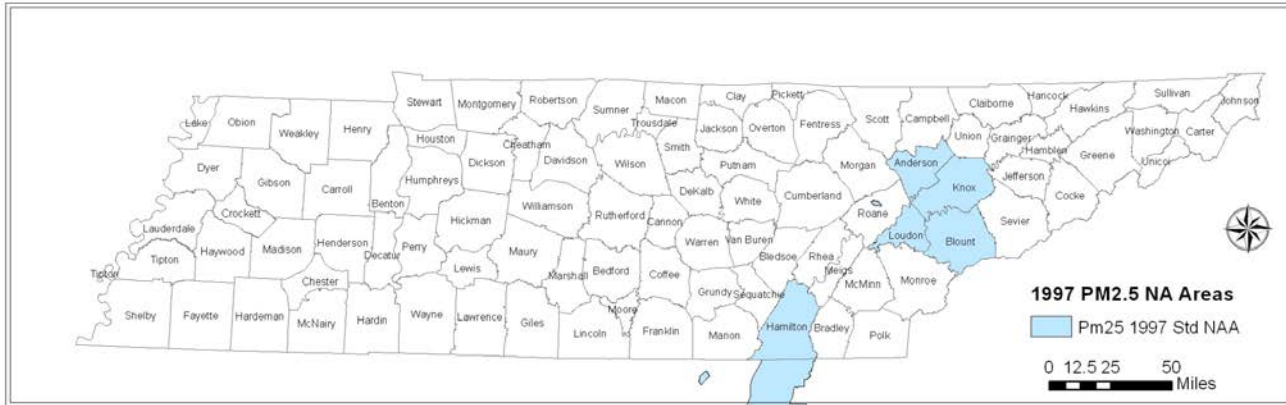 Stewart
Montgomery
Robertson
Sumner
Macon
Clay
Pickett
Trousdale
Lake
Obion
Weakley
Henry
Houston
Cheatham
Dickson
Davidson
Wilson
Smith
Jackson
Overton
Fentress
Scott
Campbell
Claiborne
Hancock
Hawkins
Sullivan
Johnson
Union
Grainger
Hamblen
Washington
Carter
Greene
Unicoi
Dyer
Gibson
Carroll
Benton
Humphreys
Hickman
Williamson
Rutherford
Cannon
DeKalb
Putnam
White
Cumberland
Morgan
Anderson
Knox
Jefferson
Cocke
Sevier
Roane
Loudon
Blount
Lauderdale
Crockett
Tipton
Tipton
Haywood
Madison
Henderson
Decatur
Perry
Lewis
Maury
Marshall
Bedford
Coffee
Warren
Van Buren
Bledsoe
Rhea
Meigs
McMinn
Monroe
Chester
Shelby
Fayette
Hardeman
McNairy
Hardin
Wayne
Lawrence
Giles
Lincoln
Moore
Franklin
Grundy
Sequatchie
Marion
Hamilton
Bradley
Polk
1997 PM2.5 NA Areas
Pm25 1997 Std NAA
0 12.5 25 50
Miles